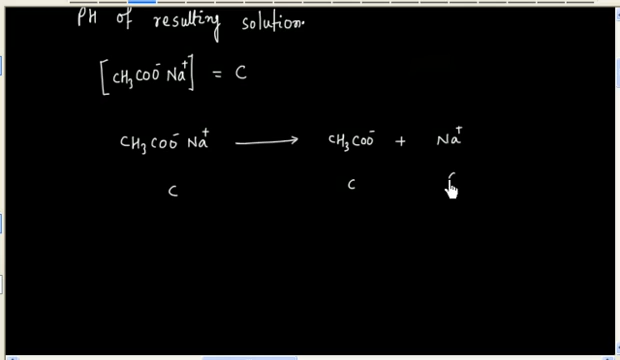 PH of resulting solution.
[CH₃COO⁻ Na⁺] = C
CH₃COO⁻ Na⁺ ⟶ CH₃COO⁻ + Na⁺
C C C